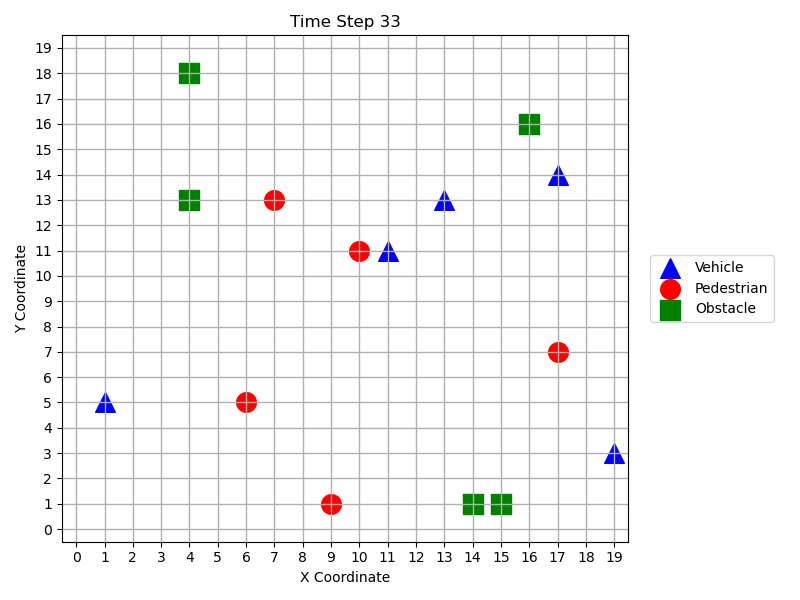 Time Step 33
Y Coordinate
19
18
17
16
15
14
13
12
11
10
9
8
7
6
5
4
3
2
1
0
0 1 2 3 4 5 6 7 8 9 10 11 12 13 14 15 16 17 18 19
X Coordinate
Vehicle
Pedestrian
Obstacle